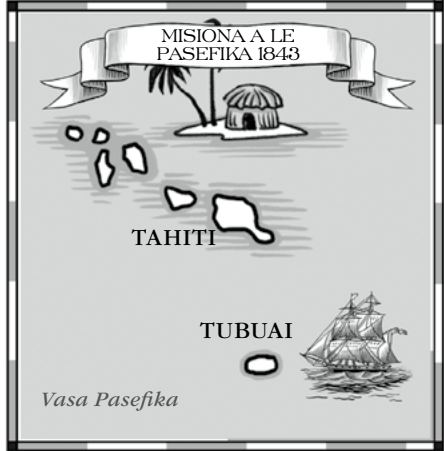 MISIONA A LE
PASEFIKA 1843
TAHITI
TUBUAI
Vasa Pasefika